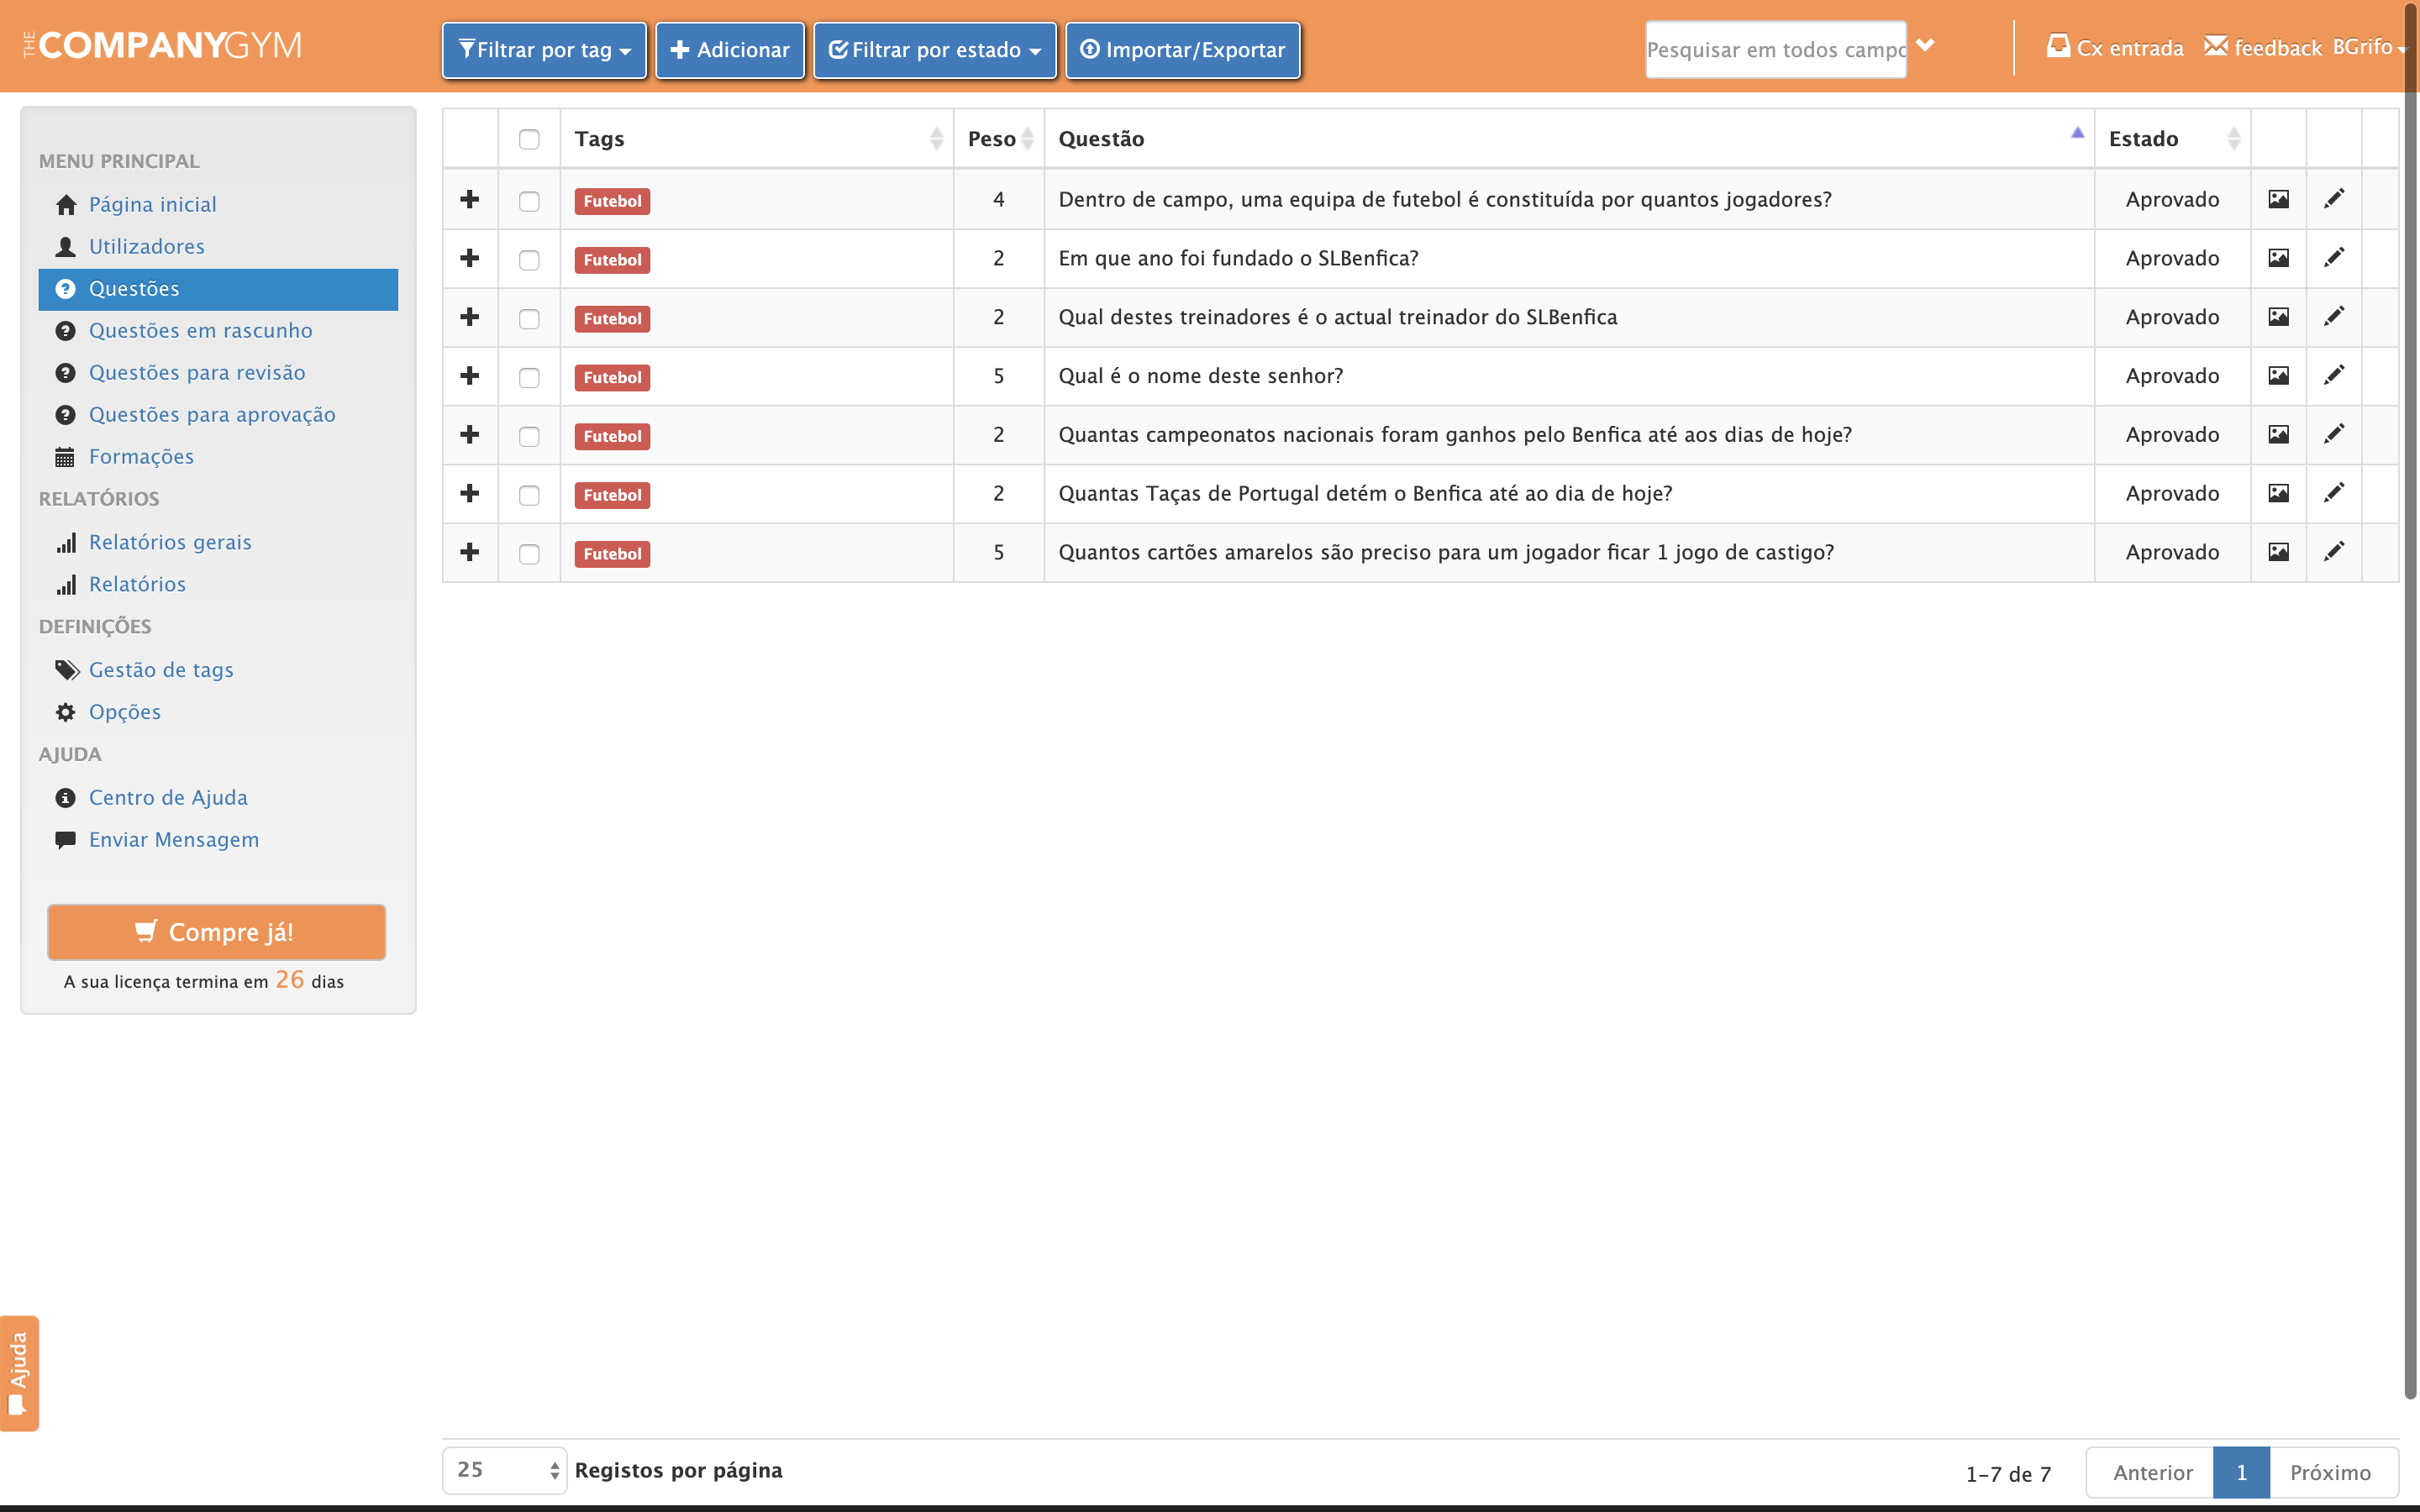 THE COMPANYGYM
Filtrar por tag
Adicionar
Filtrar por estado
Importar/Exportar
Pesquisar em todos campo
Cx entrada
feedback
BGrifo
MENU PRINCIPAL
Página inicial
Utilizadores
Questões
Questões em rascunho
Questões para revisão
Questões para aprovação
Formações
RELATÓRIOS
Relatórios gerais
Relatórios
DEFINIÇÕES
Gestão de tags
Opções
AJUDA
Centro de Ajuda
Enviar Mensagem
Compre já!
A sua licença termina em 26 dias
Tags Peso Questão Estado
Futebol 4 Dentro de campo, uma equipa de futebol é constituída por quantos jogadores? Aprovado
Futebol 2 Em que ano foi fundado o SLBenfica? Aprovado
Futebol 2 Qual destes treinadores é o actual treinador do SLBenfica Aprovado
Futebol 5 Qual é o nome deste senhor? Aprovado
Futebol 2 Quantas campeonatos nacionais foram ganhos pelo Benfica até aos dias de hoje? Aprovado
Futebol 2 Quantas Taças de Portugal detém o Benfica até ao dia de hoje? Aprovado
Futebol 5 Quantos cartões amarelos são preciso para um jogador ficar 1 jogo de castigo? Aprovado
Ajuda
25 Registos por página
1-7 de 7
Anterior 1 Próximo